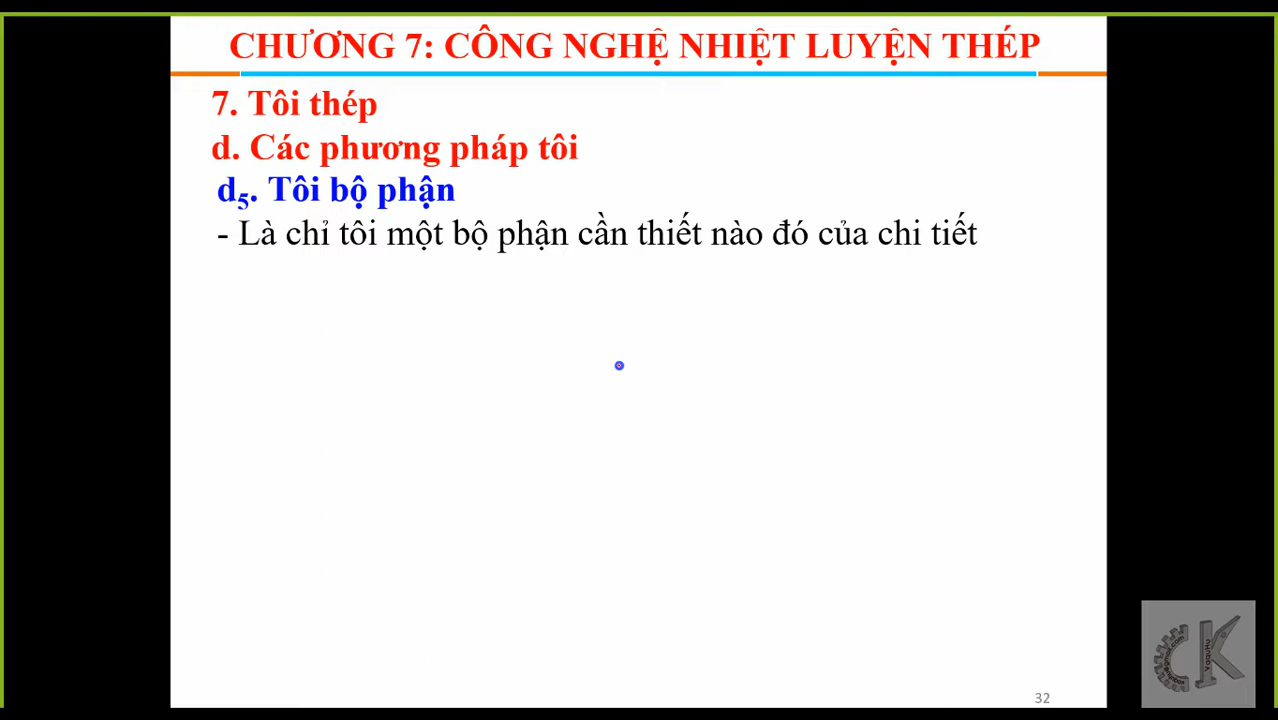 CHƯƠNG 7: CÔNG NGHỆ NHIỆT LUYỆN THÉP
7. Tôi thép
d. Các phương pháp tôi
d₅. Tôi bộ phận
- Là chỉ tôi một bộ phận cần thiết nào đó của chi tiết
32